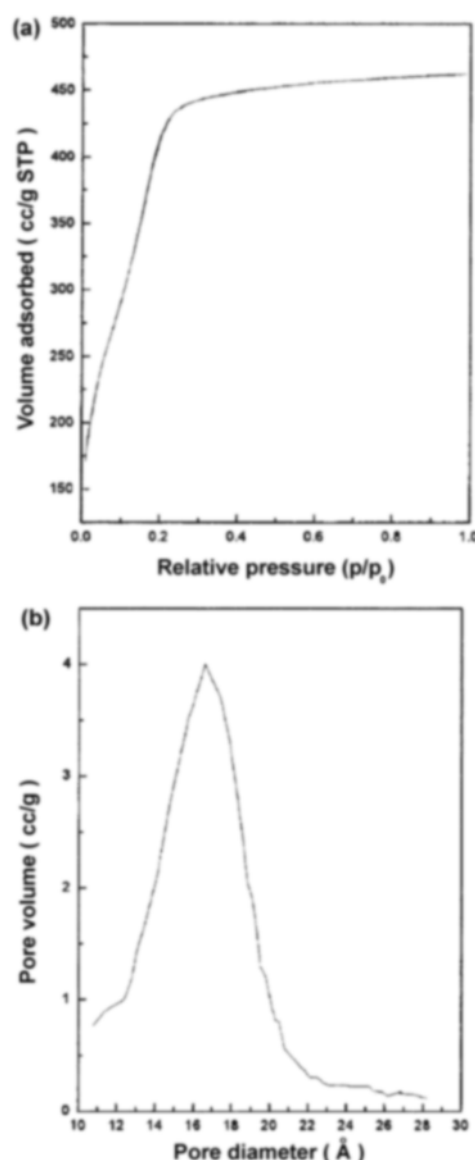 (a)
500
450
400
350
300
250
200
150
0.0 0.2 0.4 0.6 0.8 1.0
Volume adsorbed ( cc/g STP )
Relative pressure (p/p₀)
(b)
4
3
2
1
0
10 12 14 16 18 20 22 24 26 28 30
Pore volume ( cc/g )
Pore diameter ( Å )